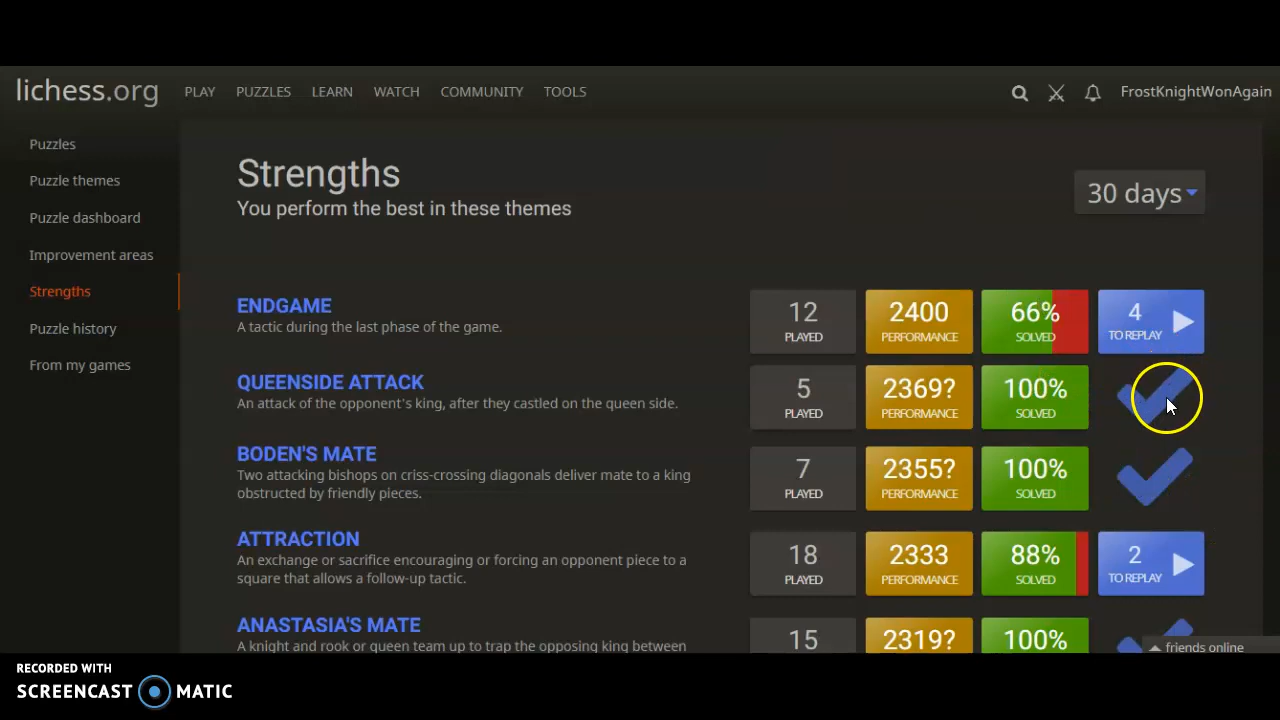 lichess.org PLAY PUZZLES LEARN WATCH COMMUNITY TOOLS FrostKnightWonAgain
Puzzles
Puzzle themes
Puzzle dashboard
Improvement areas
Strengths
Puzzle history
From my games
Strengths
You perform the best in these themes
30 days
ENDGAME
A tactic during the last phase of the game.
12 PLAYED
2400 PERFORMANCE
66% SOLVED
4 TO REPLAY
QUEENSIDE ATTACK
An attack of the opponent's king, after they castled on the queen side.
5 PLAYED
2369? PERFORMANCE
100% SOLVED
BODEN'S MATE
Two attacking bishops on criss-crossing diagonals deliver mate to a king
obstructed by friendly pieces.
7 PLAYED
2355? PERFORMANCE
100% SOLVED
ATTRACTION
An exchange or sacrifice encouraging or forcing an opponent piece to a
square that allows a follow-up tactic.
18 PLAYED
2333 PERFORMANCE
88% SOLVED
2 TO REPLAY
ANASTASIA'S MATE
A knight and rook or queen team up to trap the opposing king between
15
2319?
100%
friends online
RECORDED WITH
SCREENCAST MATIC